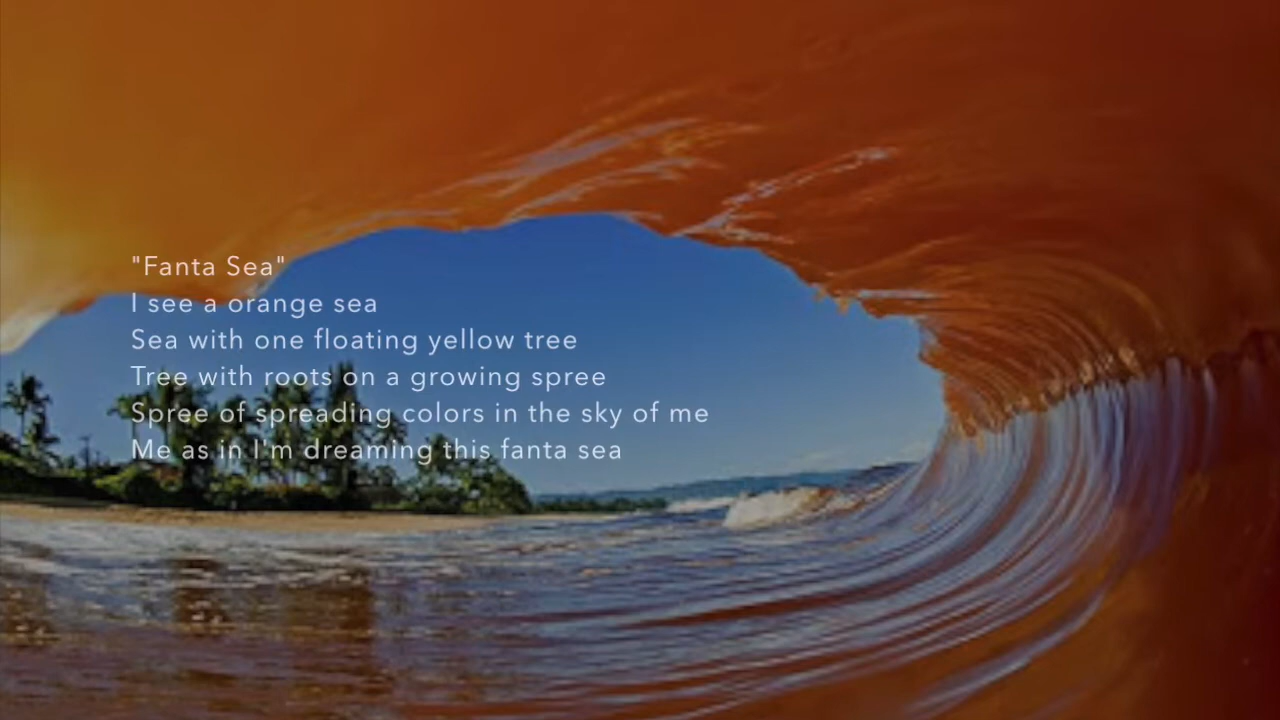 "Fanta Sea"
I see a orange sea
Sea with one floating yellow tree
Tree with roots on a growing spree
Spree of spreading colors in the sky of me
Me as in I'm dreaming this fanta sea